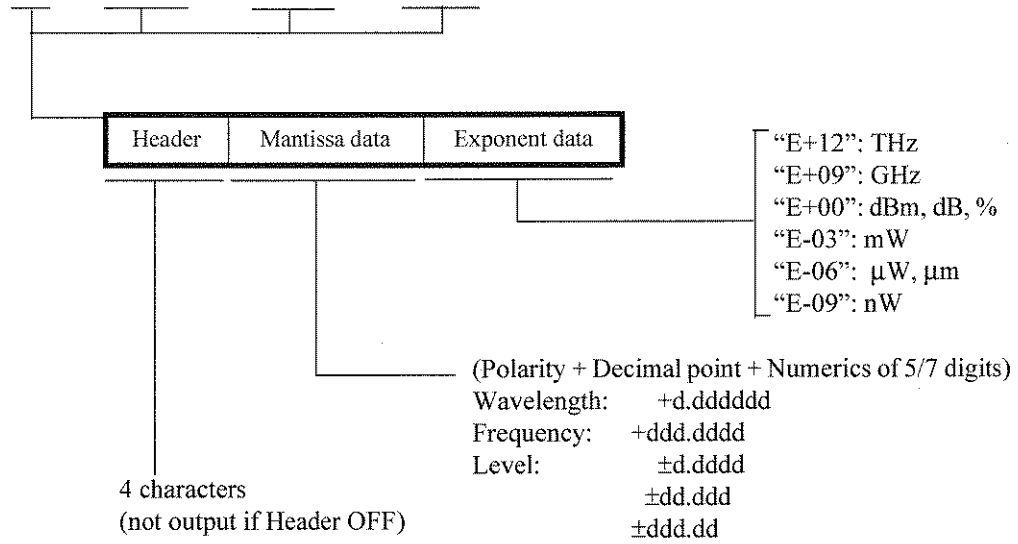 Header Mantissa data Exponent data
“E+12”: THz
“E+09”: GHz
“E+00”: dBm, dB, %
“E-03”: mW
“E-06”: μW, μm
“E-09”: nW
(Polarity + Decimal point + Numerics of 5/7 digits)
Wavelength: +d.dddddd
Frequency: +ddd.dddd
Level: ±d.dddd
±dd.ddd
±ddd.dd
4 characters
(not output if Header OFF)